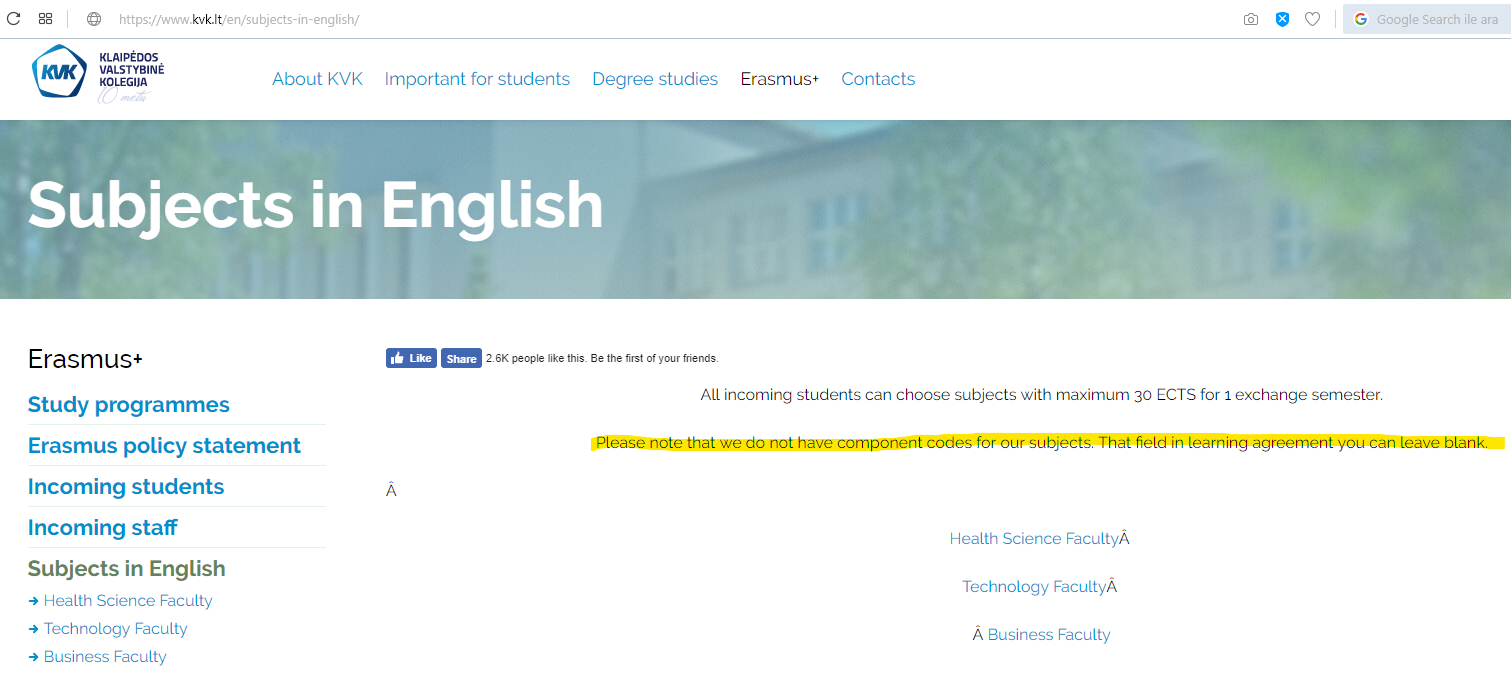 https://www.kvk.lt/en/subjects-in-english/
Google Search ile ara
KVK
KLAIPĖDOS
VALSTYBINĖ
KOLEGIJA
10 metų
About KVK
Important for students
Degree studies
Erasmus+
Contacts
Subjects in English
Erasmus+
Study programmes
Erasmus policy statement
Incoming students
Incoming staff
Subjects in English
Health Science Faculty
Technology Faculty
Business Faculty
Like
Share
2.6K people like this. Be the first of your friends.
All incoming students can choose subjects with maximum 30 ECTS for 1 exchange semester.
Please note that we do not have component codes for our subjects. That field in learning agreement you can leave blank.
Â
Health Science FacultyÂ
Technology FacultyÂ
Â Business Faculty